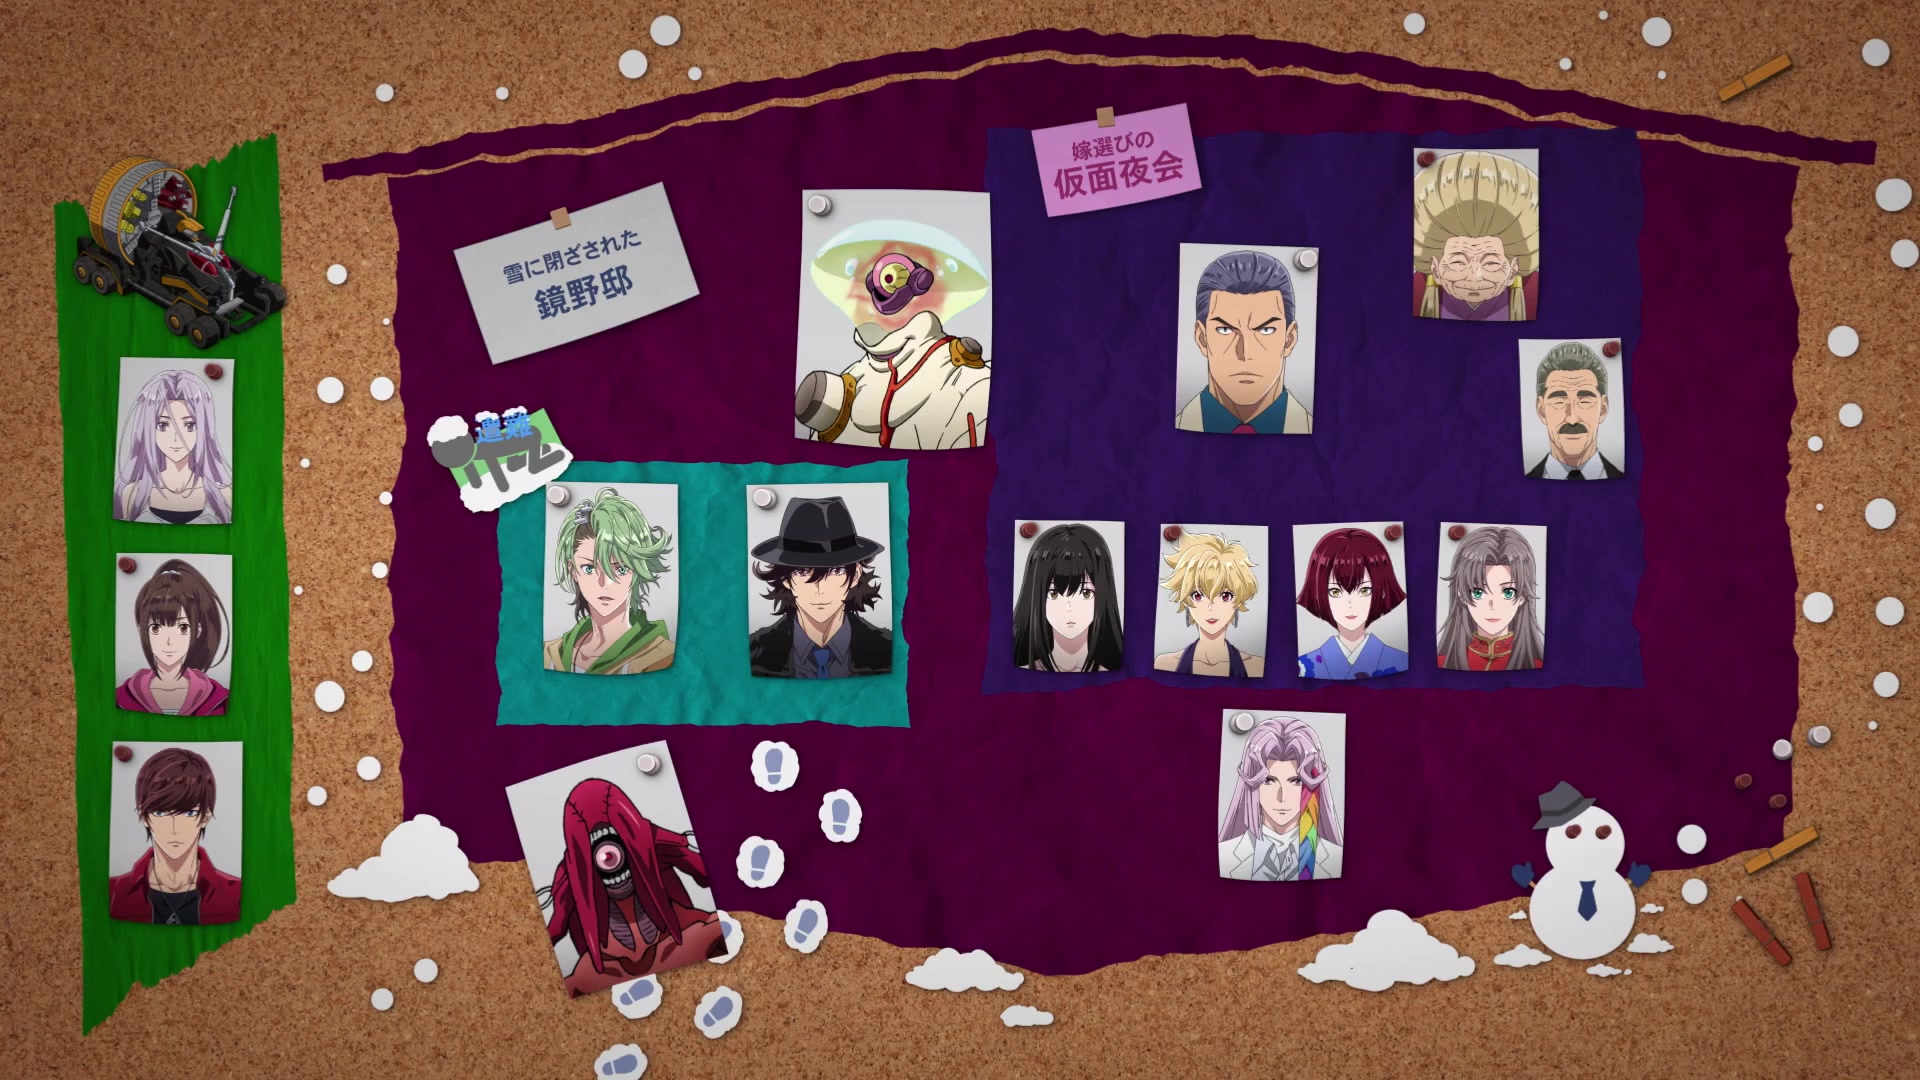 嫁選びの
仮面夜会
雪に閉ざされた
鏡野邸
遭難